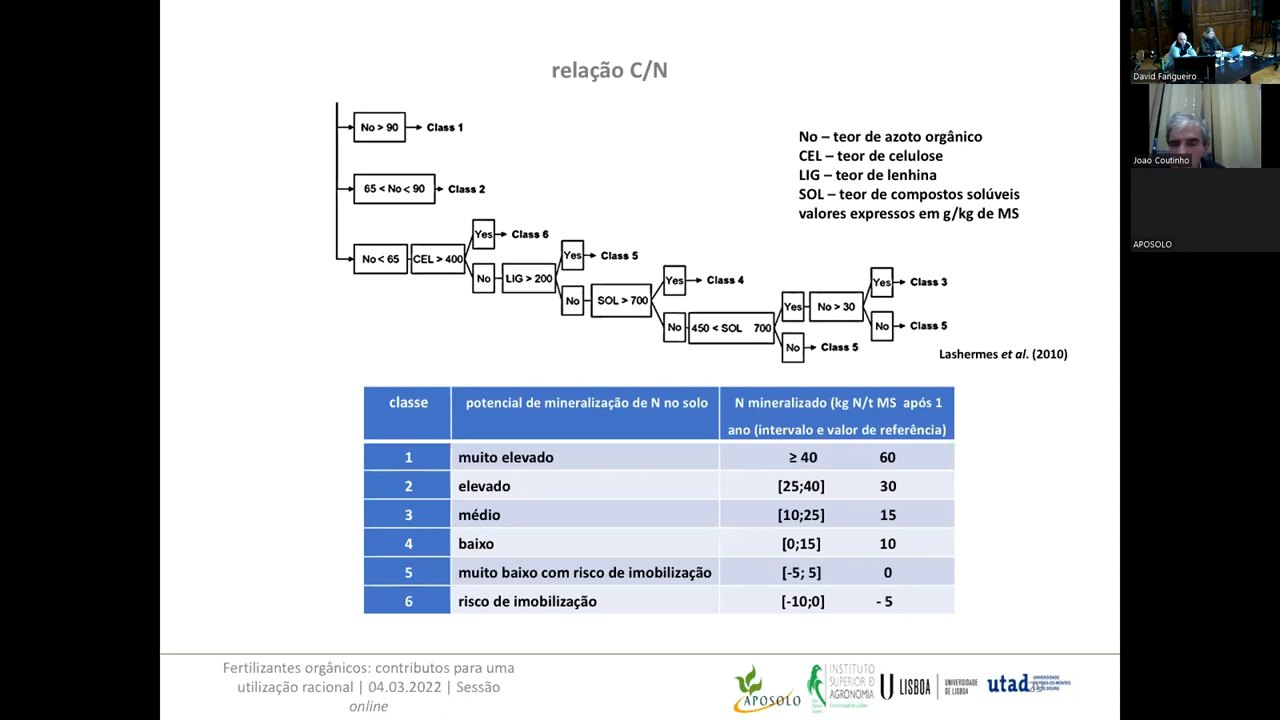 relação C/N
No > 90
Class 1
65 < No < 90
Class 2
No < 65
CEL > 400
Yes
Class 6
No
LIG > 200
Yes
Class 5
No
SOL > 700
Yes
Class 4
No
450 < SOL 700
Yes
No > 30
Yes
Class 3
No
Class 5
No
Class 5
No – teor de azoto orgânico
CEL – teor de celulose
LIG – teor de lenhina
SOL – teor de compostos solúveis
valores expressos em g/kg de MS
Lashermes et al. (2010)
classe potencial de mineralização de N no solo N mineralizado (kg N/t MS após 1
ano (intervalo e valor de referência)
1 muito elevado ≥ 40 60
2 elevado [25;40] 30
3 médio [10;25] 15
4 baixo [0;15] 10
5 muito baixo com risco de imobilização [-5; 5] 0
6 risco de imobilização [-10;0] - 5
Fertilizantes orgânicos: contributos para uma
utilização racional | 04.03.2022 | Sessão
online
APOSOLO
INSTITUTO
SUPERIOR D
AGRONOMIA
Universidade de Lisboa
LISBOA
UNIVERSIDADE
DE LISBOA
utad
David Fangueiro
Joao Coutinho
APOSOLO